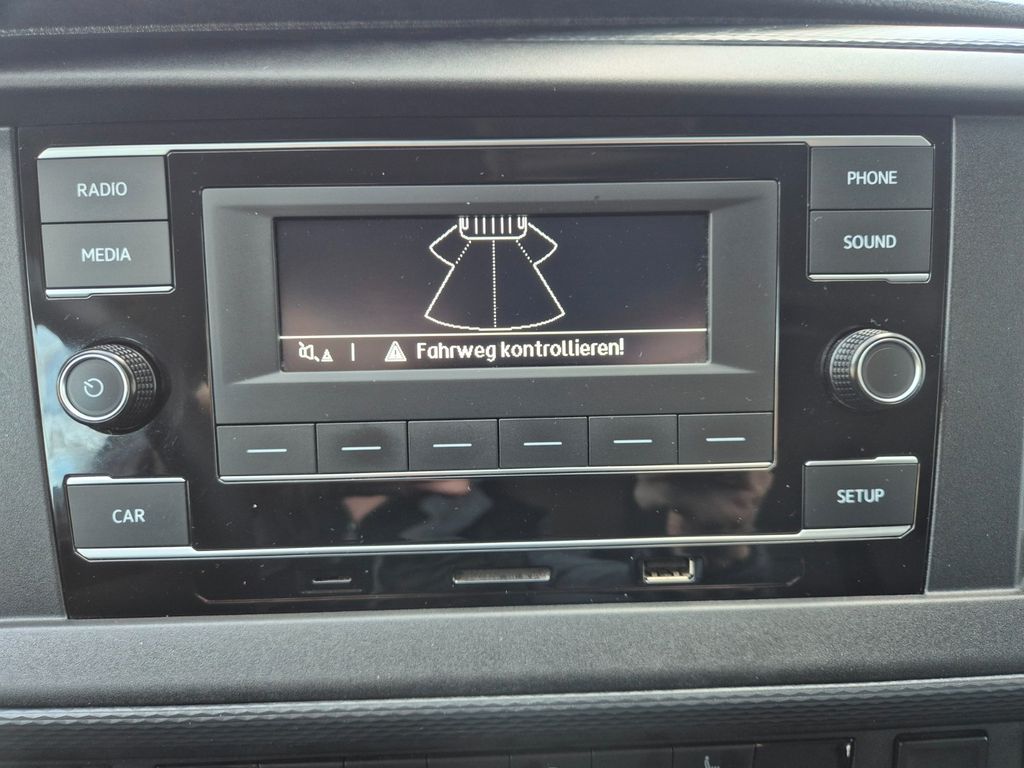 RADIO
PHONE
MEDIA
SOUND
Fahrweg kontrollieren!
CAR
SETUP